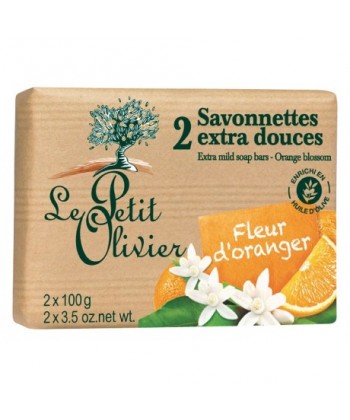 2 Savonnettes
extra douces
Extra mild soap bars - Orange blossom
ENRICHI EN
HUILE D'OLIVE
Le Petit
Olivier
Fleur
d'oranger
2 x 100 g
2 x 3.5 oz.net wt.